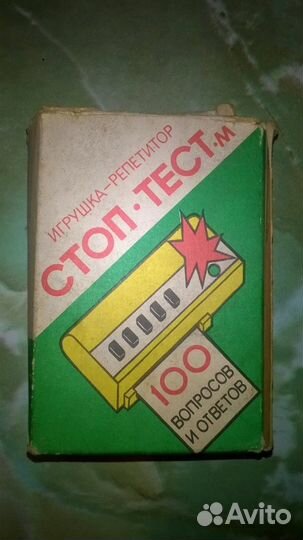 ИГРУШКА-РЕПЕТИТОР
СТОП·ТЕСТ·М
100
ВОПРОСОВ
И ОТВЕТОВ
Avito